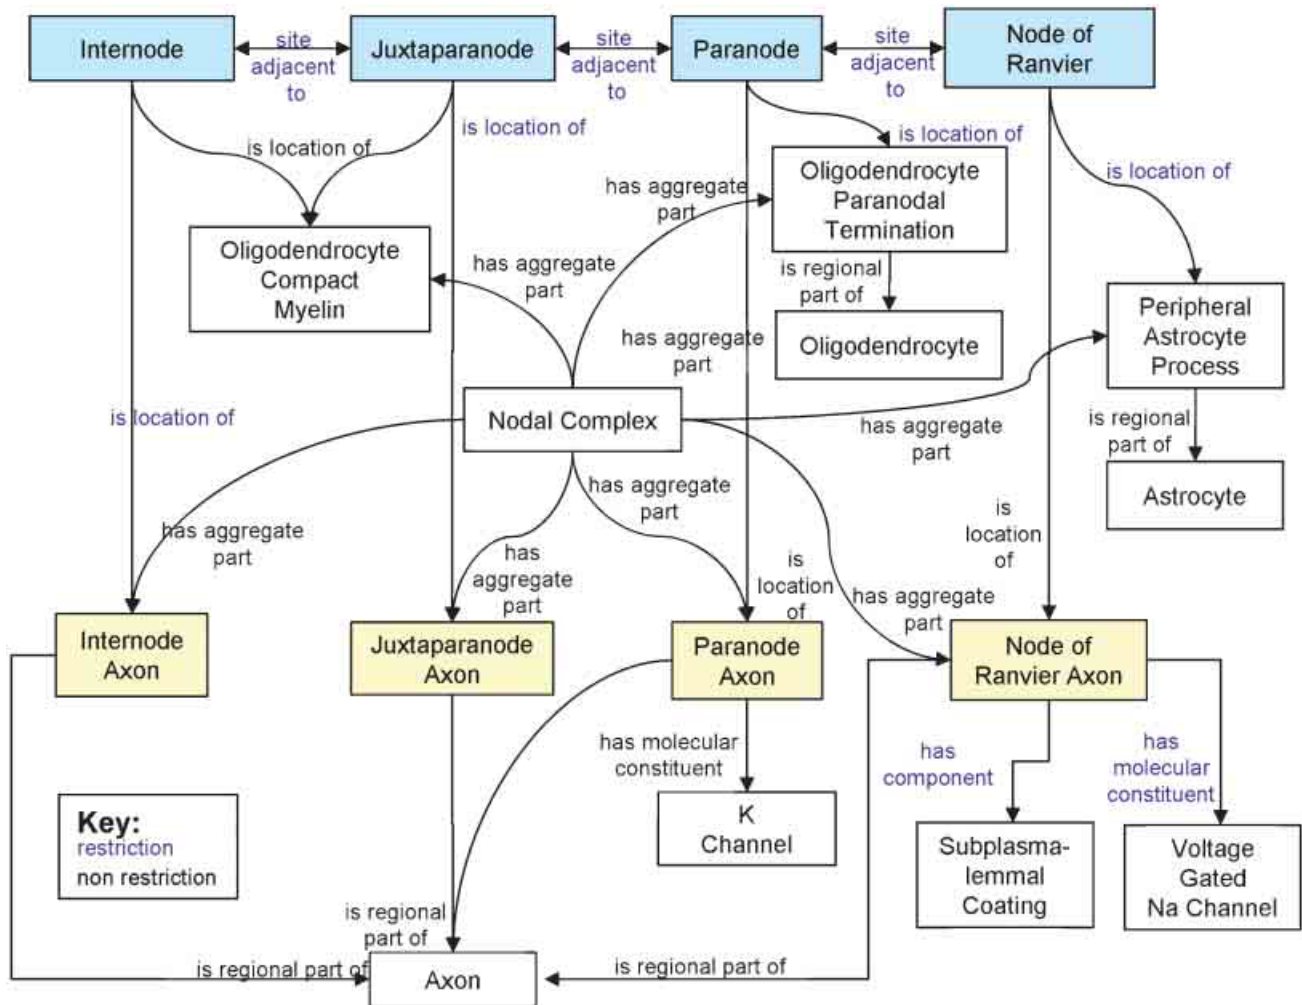 Internode
site
adjacent
to
Juxtaparanode
site
adjacent
to
Paranode
site
adjacent
to
Node of
Ranvier
is location of
is location of
is location of
is location of
Oligodendrocyte
Compact
Myelin
has aggregate
part
has aggregate
part
Oligodendrocyte
Paranodal
Termination
is regional
part of
Oligodendrocyte
has aggregate
part
Peripheral
Astrocyte
Process
is regional
part of
Astrocyte
is location of
Nodal Complex
has aggregate
part
has aggregate
part
has aggregate
part
has
aggregate
part
is
location
of
has aggregate
part
is
location
of
Internode
Axon
Juxtaparanode
Axon
Paranode
Axon
Node of
Ranvier Axon
has molecular
constituent
has
component
has
molecular
constituent
Key:
restriction
non restriction
K
Channel
Subplasma-
lemmal
Coating
Voltage
Gated
Na Channel
is regional
part of
is regional part of
Axon
is regional part of